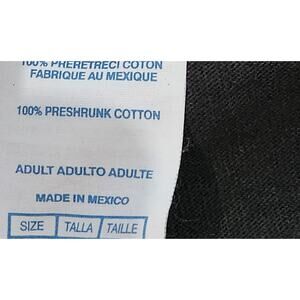 100% PHERETRECI COTON
FABRIQUE AU MEXIQUE
100% PRESHRUNK COTTON
ADULT ADULTO ADULTE
MADE IN MEXICO
SIZE TALLA TAILLE